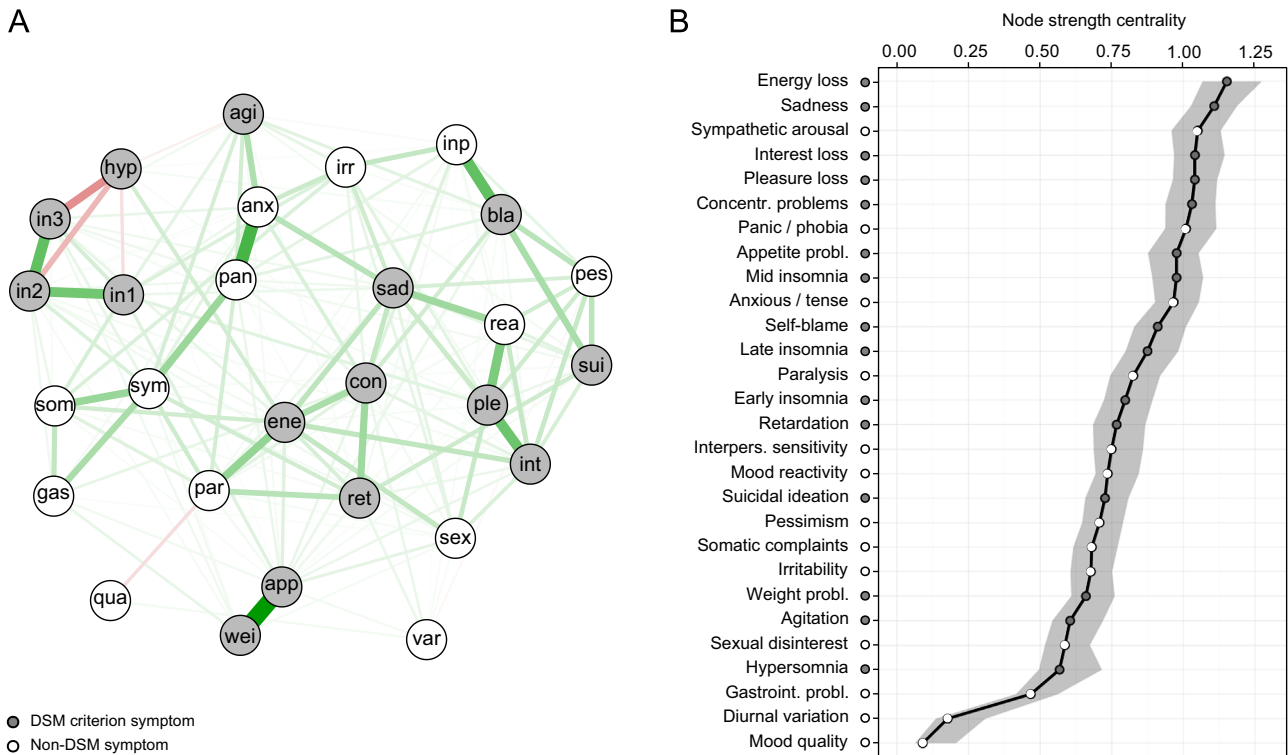 A
agi
inp
hyp
irr
anx
in3
bla
pan
pes
in2
in1
sad
rea
sui
con
sym
som
ple
ene
int
par
gas
ret
sex
app
qua
wei
var
DSM criterion symptom
Non-DSM symptom
B
Node strength centrality
0.00 0.25 0.50 0.75 1.00 1.25
Energy loss
Sadness
Sympathetic arousal
Interest loss
Pleasure loss
Concentr. problems
Panic / phobia
Appetite probl.
Mid insomnia
Anxious / tense
Self-blame
Late insomnia
Paralysis
Early insomnia
Retardation
Interpers. sensitivity
Mood reactivity
Suicidal ideation
Pessimism
Somatic complaints
Irritability
Weight probl.
Agitation
Sexual disinterest
Hypersomnia
Gastroint. probl.
Diurnal variation
Mood quality